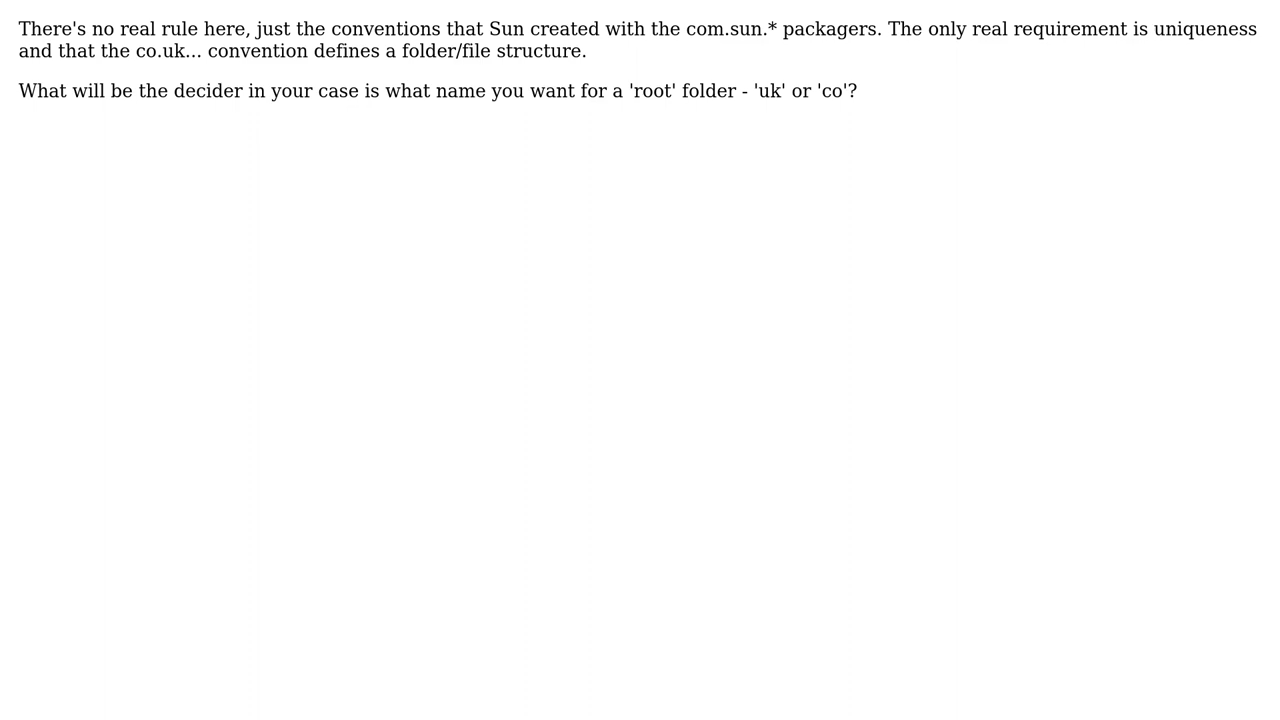 There's no real rule here, just the conventions that Sun created with the com.sun.* packagers. The only real requirement is uniqueness
and that the co.uk... convention defines a folder/file structure.
What will be the decider in your case is what name you want for a 'root' folder - 'uk' or 'co'?